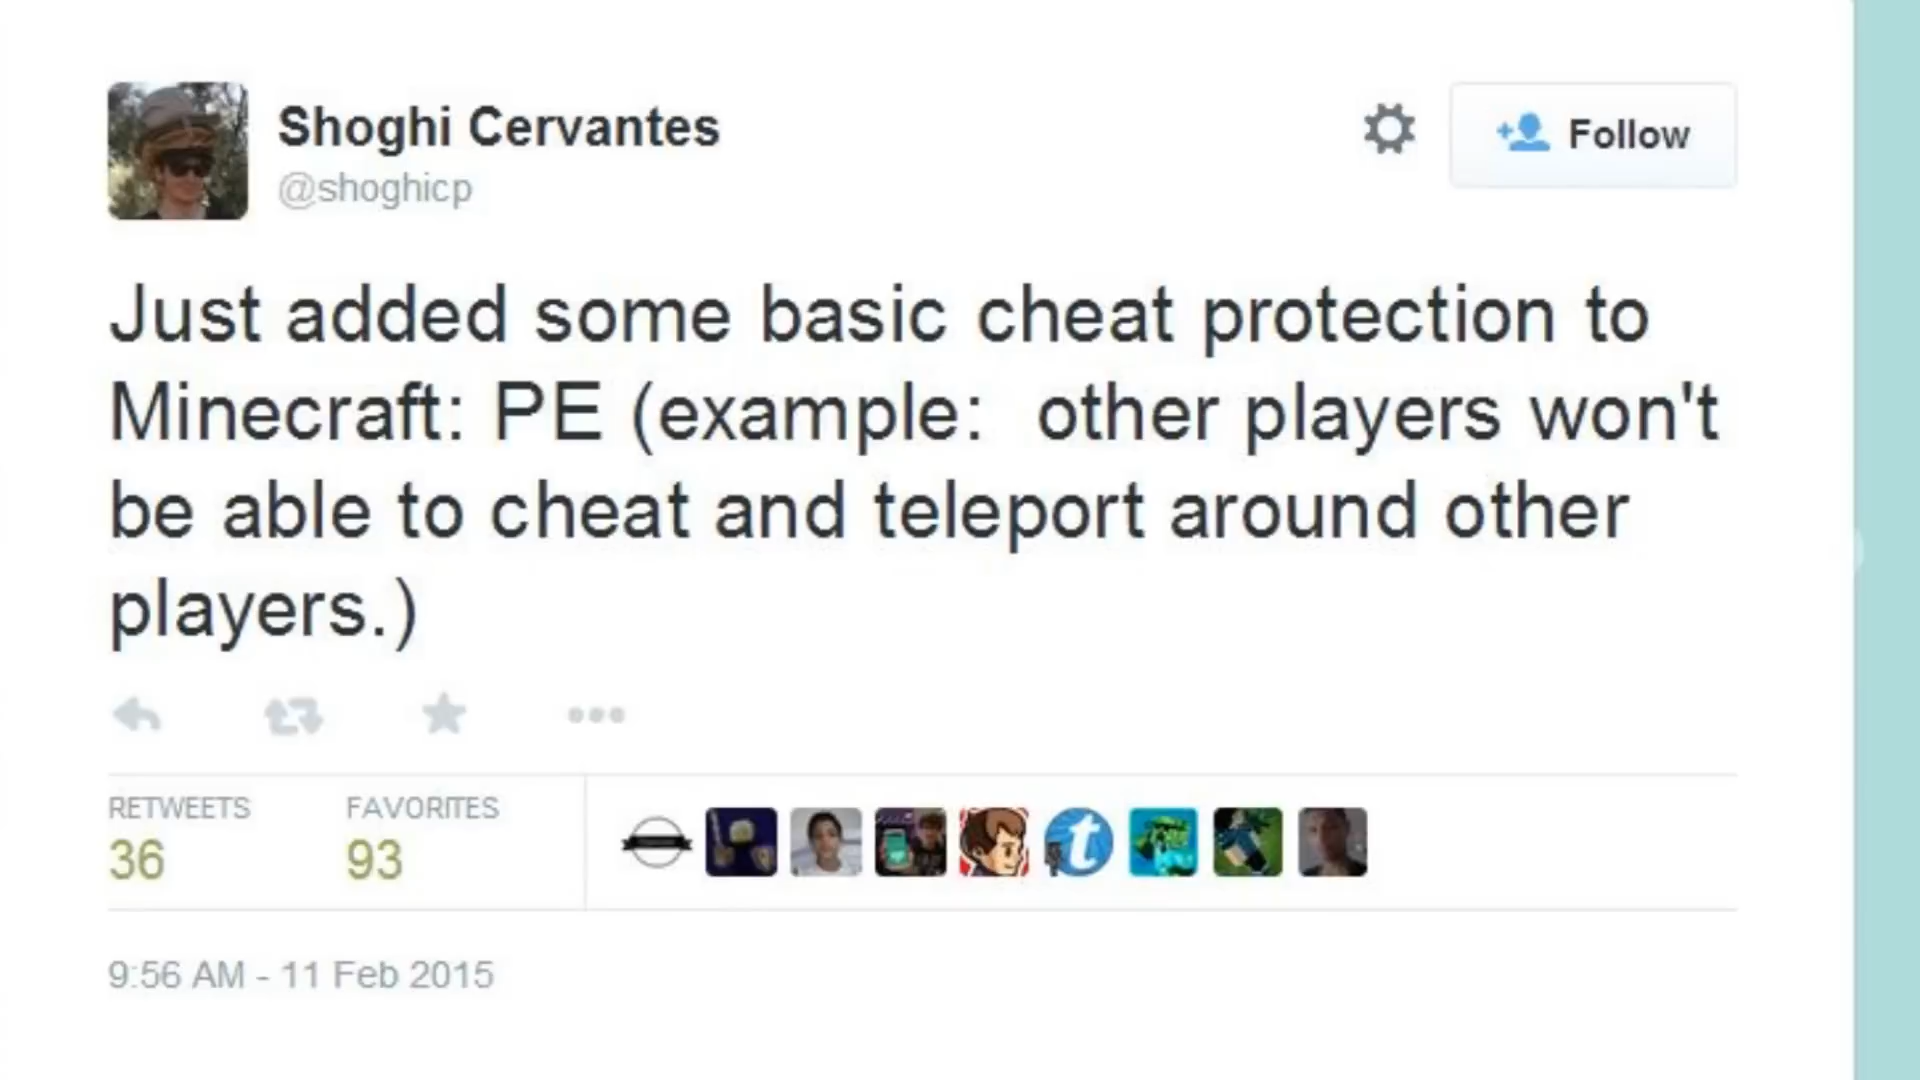 Shoghi Cervantes
@shoghicp
Follow
Just added some basic cheat protection to
Minecraft: PE (example:  other players won't
be able to cheat and teleport around other
players.)
RETWEETS FAVORITES
36 93
t
9:56 AM - 11 Feb 2015